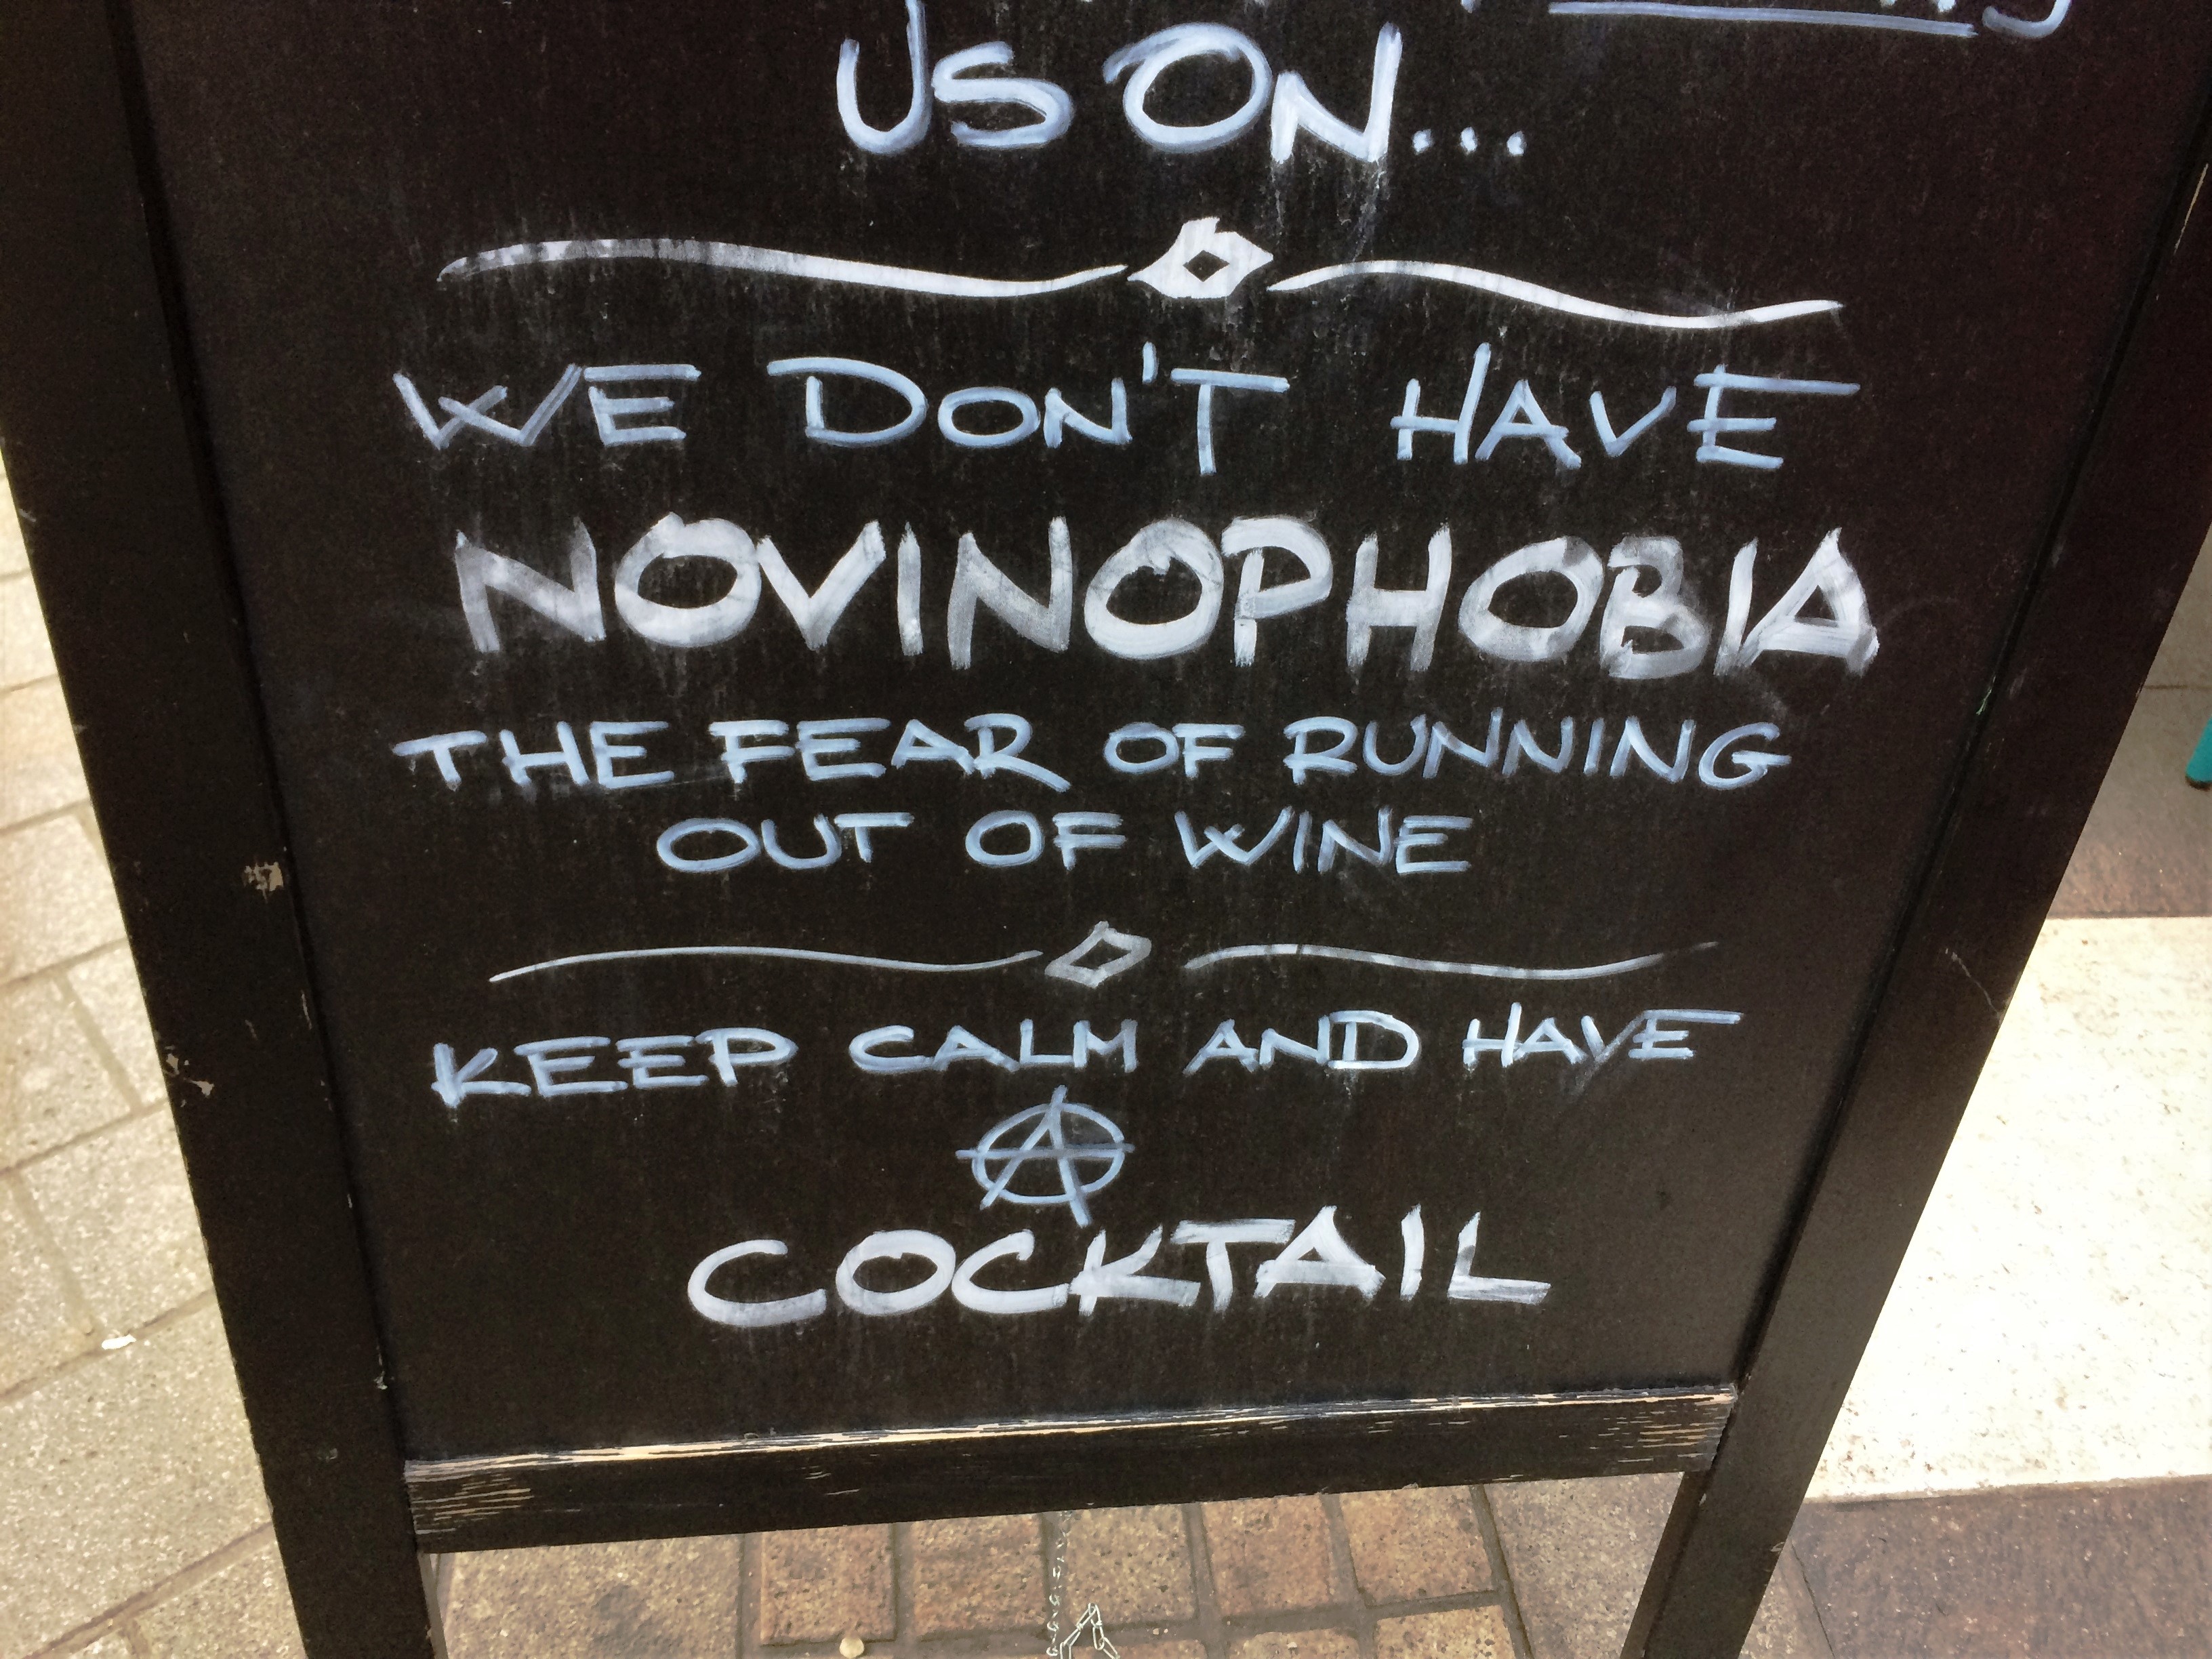 US ON...
WE DON'T HAVE
NOVINOPHOBIA
THE FEAR OF RUNNING
OUT OF WINE
KEEP CALM AND HAVE
A
COCKTAIL